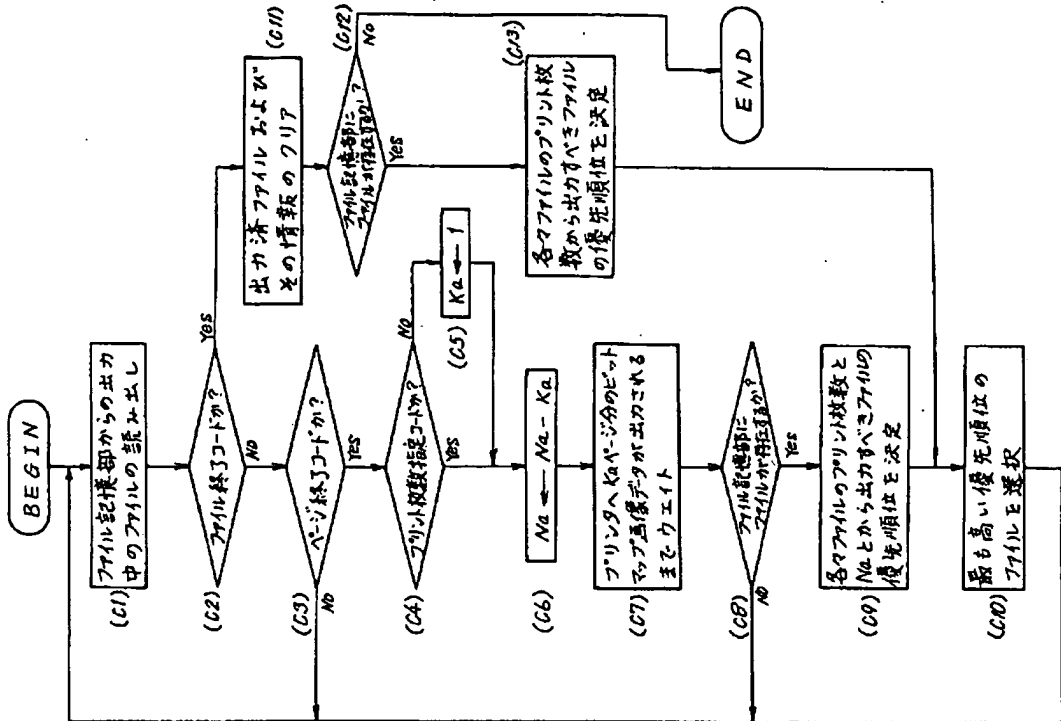 BEGIN
(C1)
ファイル記憶部からの出力
中のファイルの読み出し
(C2)
ファイル終了コードか?
Yes
NO
(C3)
ページ終了コードか?
NO
Yes
(C4)
プリント枚数指定コードか?
NO
Yes
(C5)
Ka ← 1
(C6)
Na ← Na - Ka
(C7)
プリンタへKaページ分のビット
マップ画像データが出力される
までウエイト
(C8)
ファイル記憶部に
ファイルが存在するか?
NO
Yes
(C9)
各々ファイルのプリント枚数と
Naとから出力すべきファイルの
優先順位を決定
(C10)
最も高い優先順位の
ファイルを選択
(C11)
出力済ファイルおよび
その情報のクリア
(C12)
ファイル記憶部に
ファイルが存在するか?
No
Yes
(C13)
各々ファイルのプリント枚
数から出力すべきファイル
の優先順位を決定
END